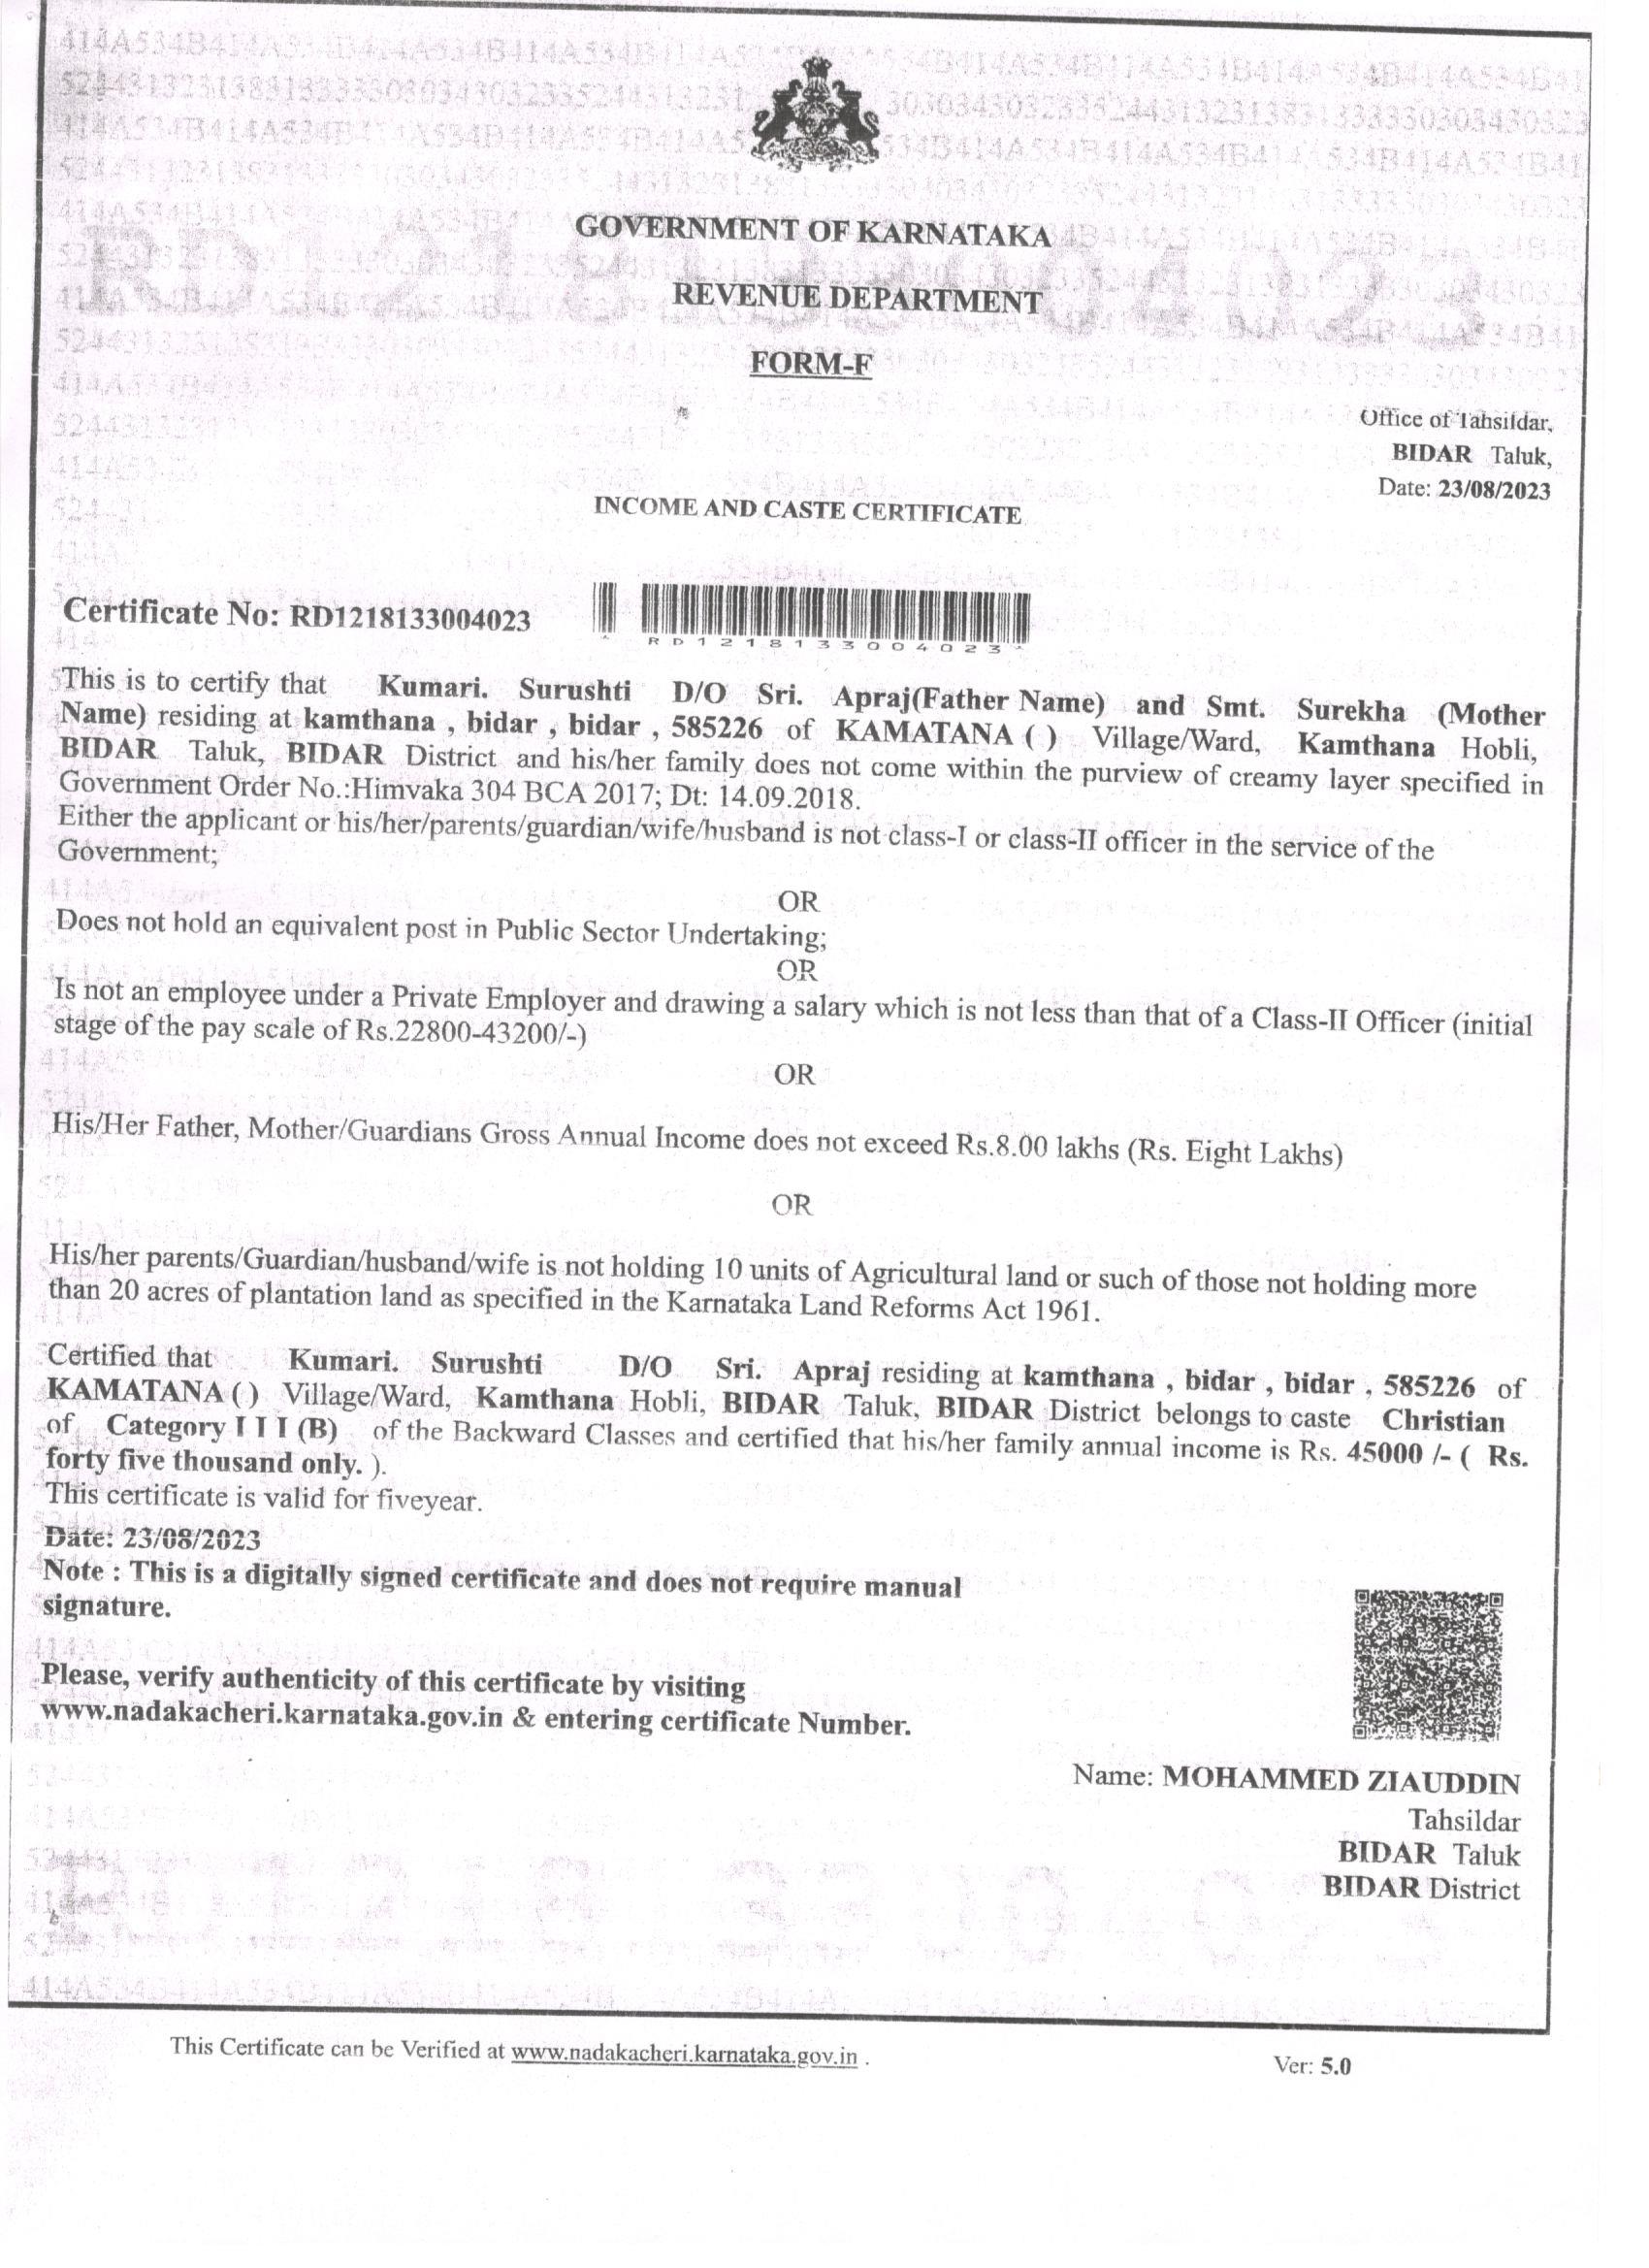 GOVERNMENT OF KARNATAKA
REVENUE DEPARTMENT
FORM-F
Office of Tahsildar,
BIDAR Taluk,
Date: 23/08/2023
INCOME AND CASTE CERTIFICATE
Certificate No: RD1218133004023
* RD1218133004023*
This is to certify that Kumari. Surushti D/O Sri. Apraj(Father Name) and Smt. Surekha (Mother
Name) residing at kamthana , bidar , bidar , 585226 of KAMATANA ( ) Village/Ward, Kamthana Hobli,
BIDAR Taluk, BIDAR District and his/her family does not come within the purview of creamy layer specified in
Government Order No.:Himvaka 304 BCA 2017; Dt: 14.09.2018.
Either the applicant or his/her/parents/guardian/wife/husband is not class-I or class-II officer in the service of the
Government;
OR
Does not hold an equivalent post in Public Sector Undertaking;
OR
Is not an employee under a Private Employer and drawing a salary which is not less than that of a Class-II Officer (initial
stage of the pay scale of Rs.22800-43200/-)
OR
His/Her Father, Mother/Guardians Gross Annual Income does not exceed Rs.8.00 lakhs (Rs. Eight Lakhs)
OR
His/her parents/Guardian/husband/wife is not holding 10 units of Agricultural land or such of those not holding more
than 20 acres of plantation land as specified in the Karnataka Land Reforms Act 1961.
Certified that Kumari. Surushti D/O Sri. Apraj residing at kamthana , bidar , bidar , 585226 of
KAMATANA ( ) Village/Ward, Kamthana Hobli, BIDAR Taluk, BIDAR District belongs to caste Christian
of Category I I I (B) of the Backward Classes and certified that his/her family annual income is Rs. 45000 /- ( Rs.
forty five thousand only. ).
This certificate is valid for fiveyear.
Date: 23/08/2023
Note : This is a digitally signed certificate and does not require manual
signature.
Please, verify authenticity of this certificate by visiting
www.nadakacheri.karnataka.gov.in & entering certificate Number.
Name: MOHAMMED ZIAUDDIN
Tahsildar
BIDAR Taluk
BIDAR District
This Certificate can be Verified at www.nadakacheri.karnataka.gov.in .
Ver: 5.0